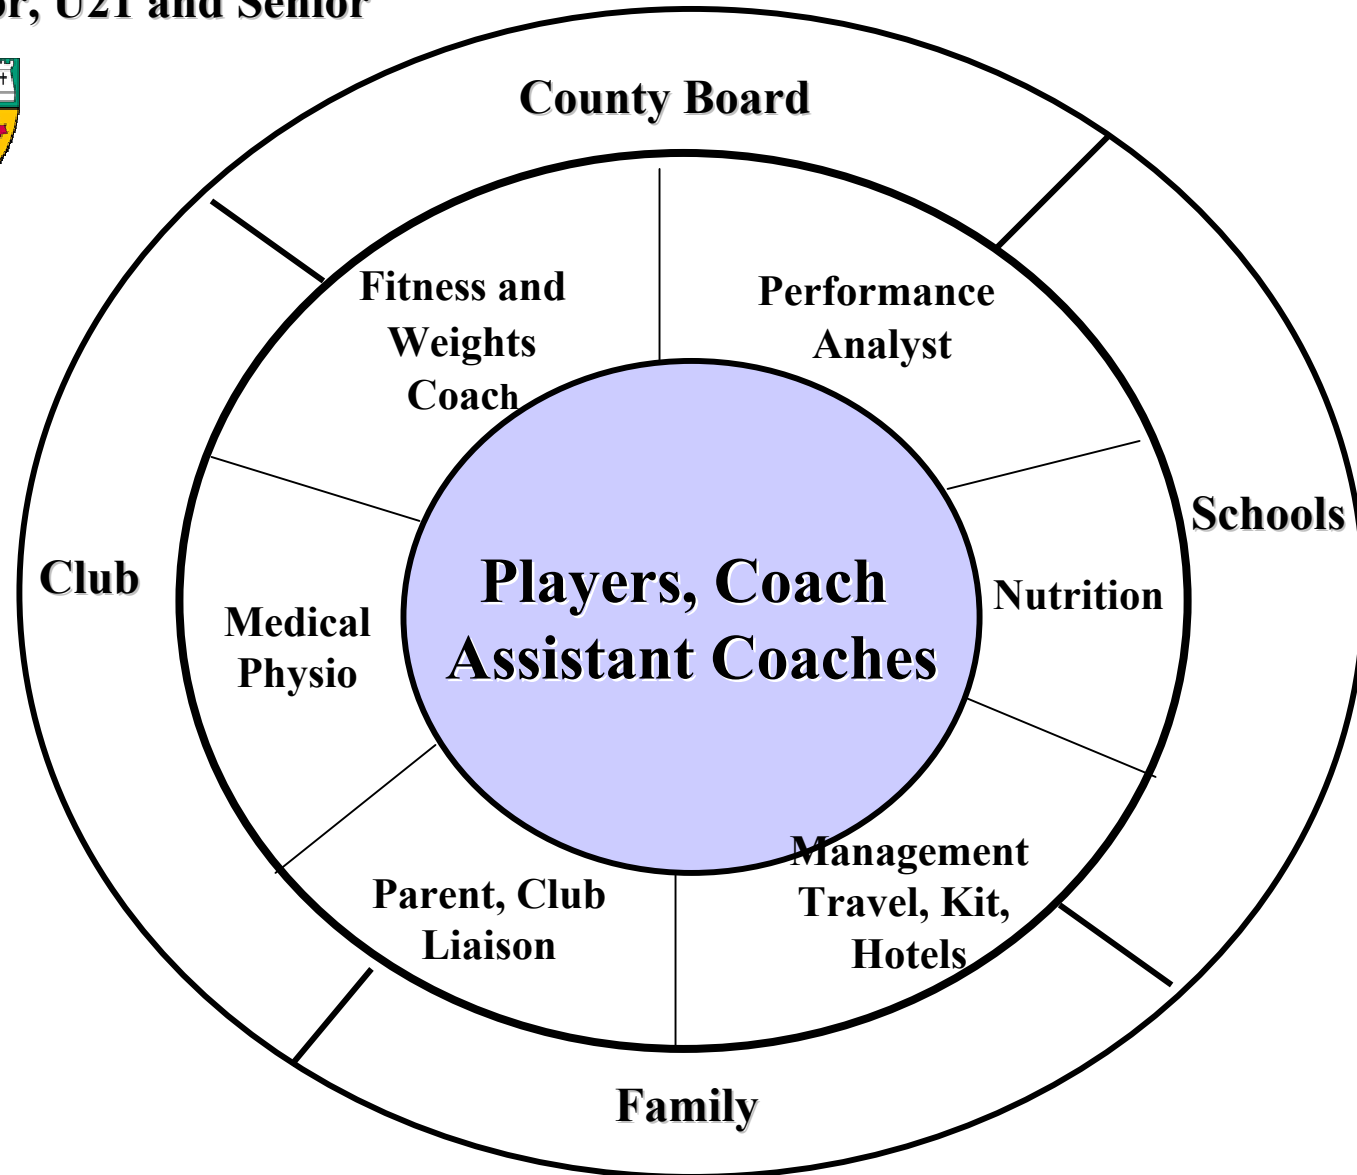 U21 and Senior
County Board
Fitness and
Weights
Coach
Performance
Analyst
Schools
Club
Players, Coach
Assistant Coaches
Nutrition
Medical
Physio
Management
Travel, Kit,
Hotels
Parent, Club
Liaison
Family